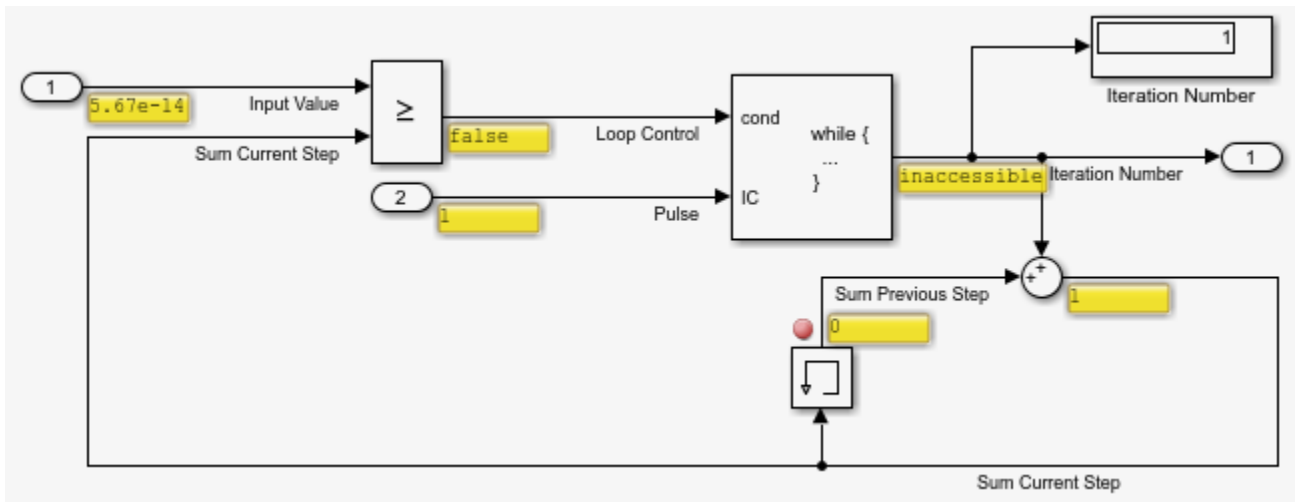 1
1
Iteration Number
5.67e-14
Input Value
≥
false
Loop Control
cond
while {
...
}
Sum Current Step
inaccessible
Iteration Number
1
2
1
Pulse
IC
Sum Previous Step
+
+
1
0
Sum Current Step